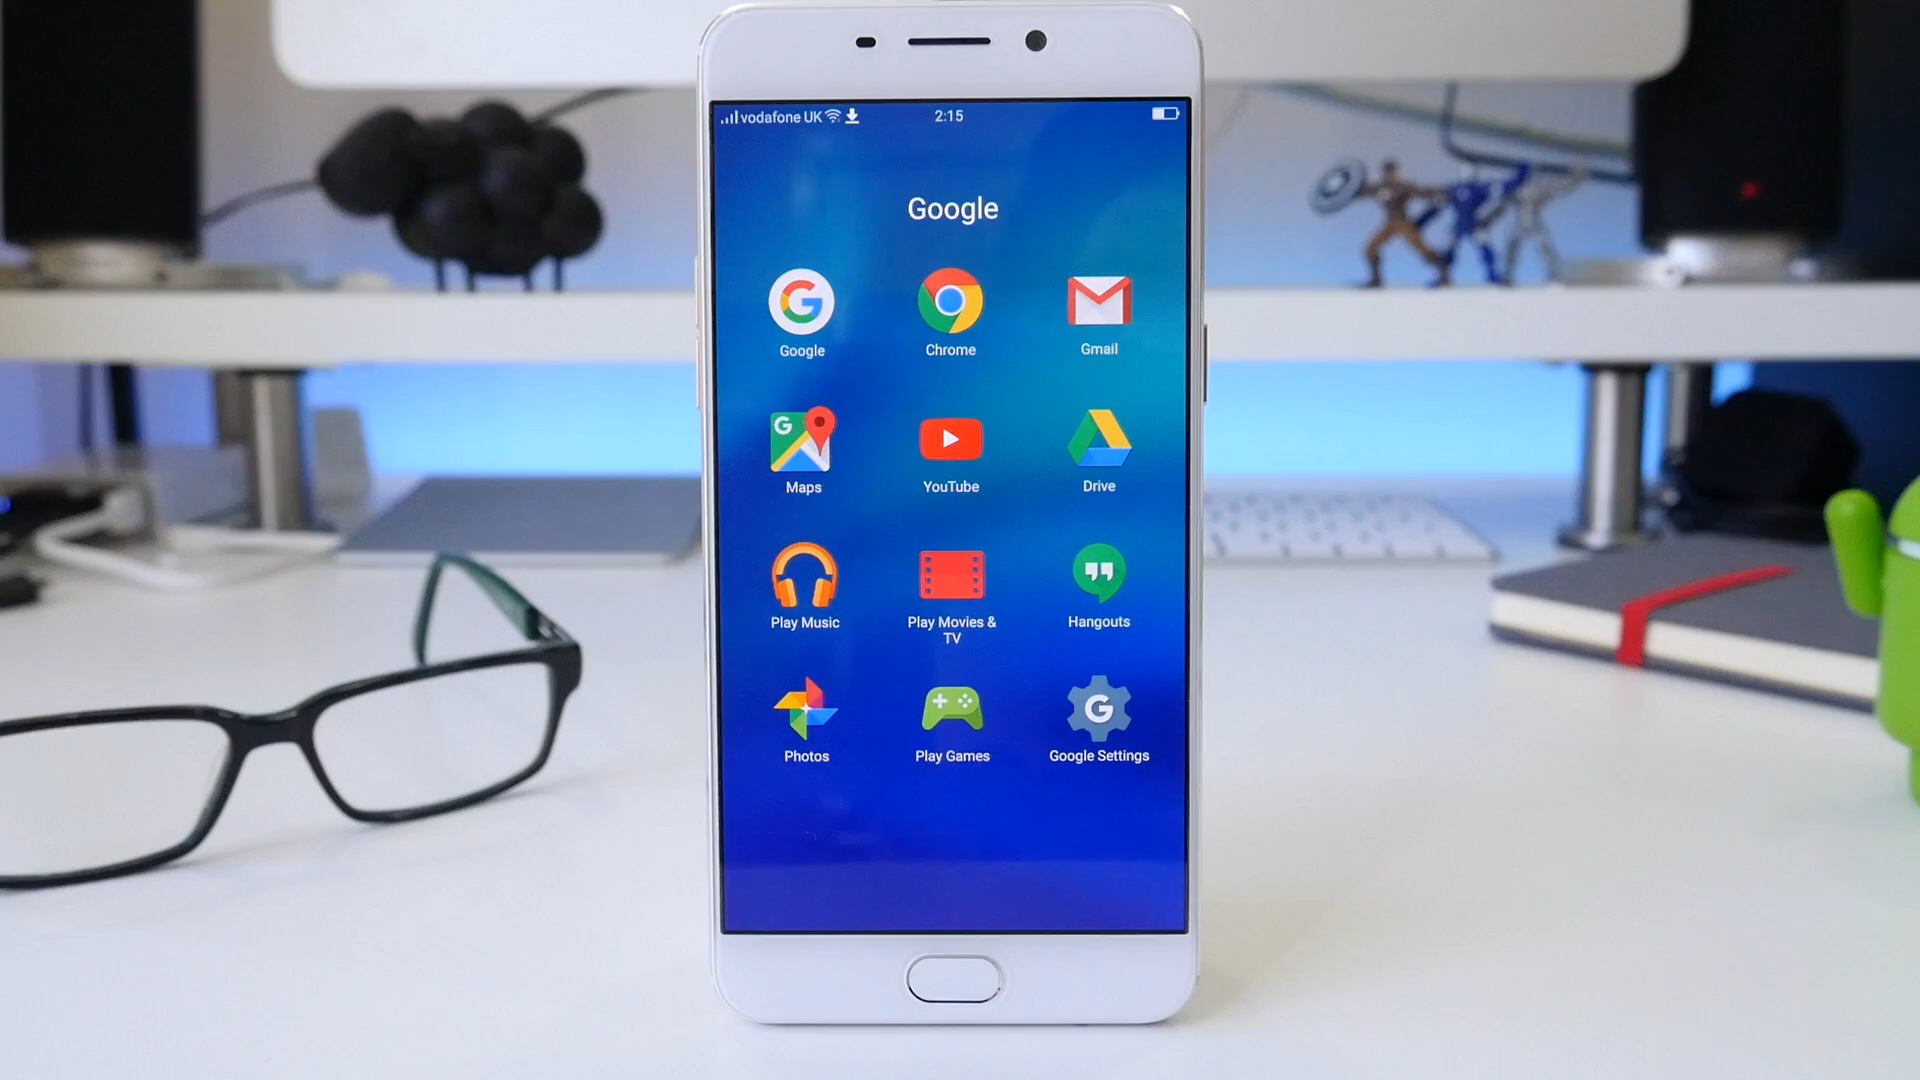 vodafone UK 2:15
Google
Google Chrome Gmail
G
Maps YouTube Drive
Play Music Play Movies & TV Hangouts
Photos Play Games Google Settings
G